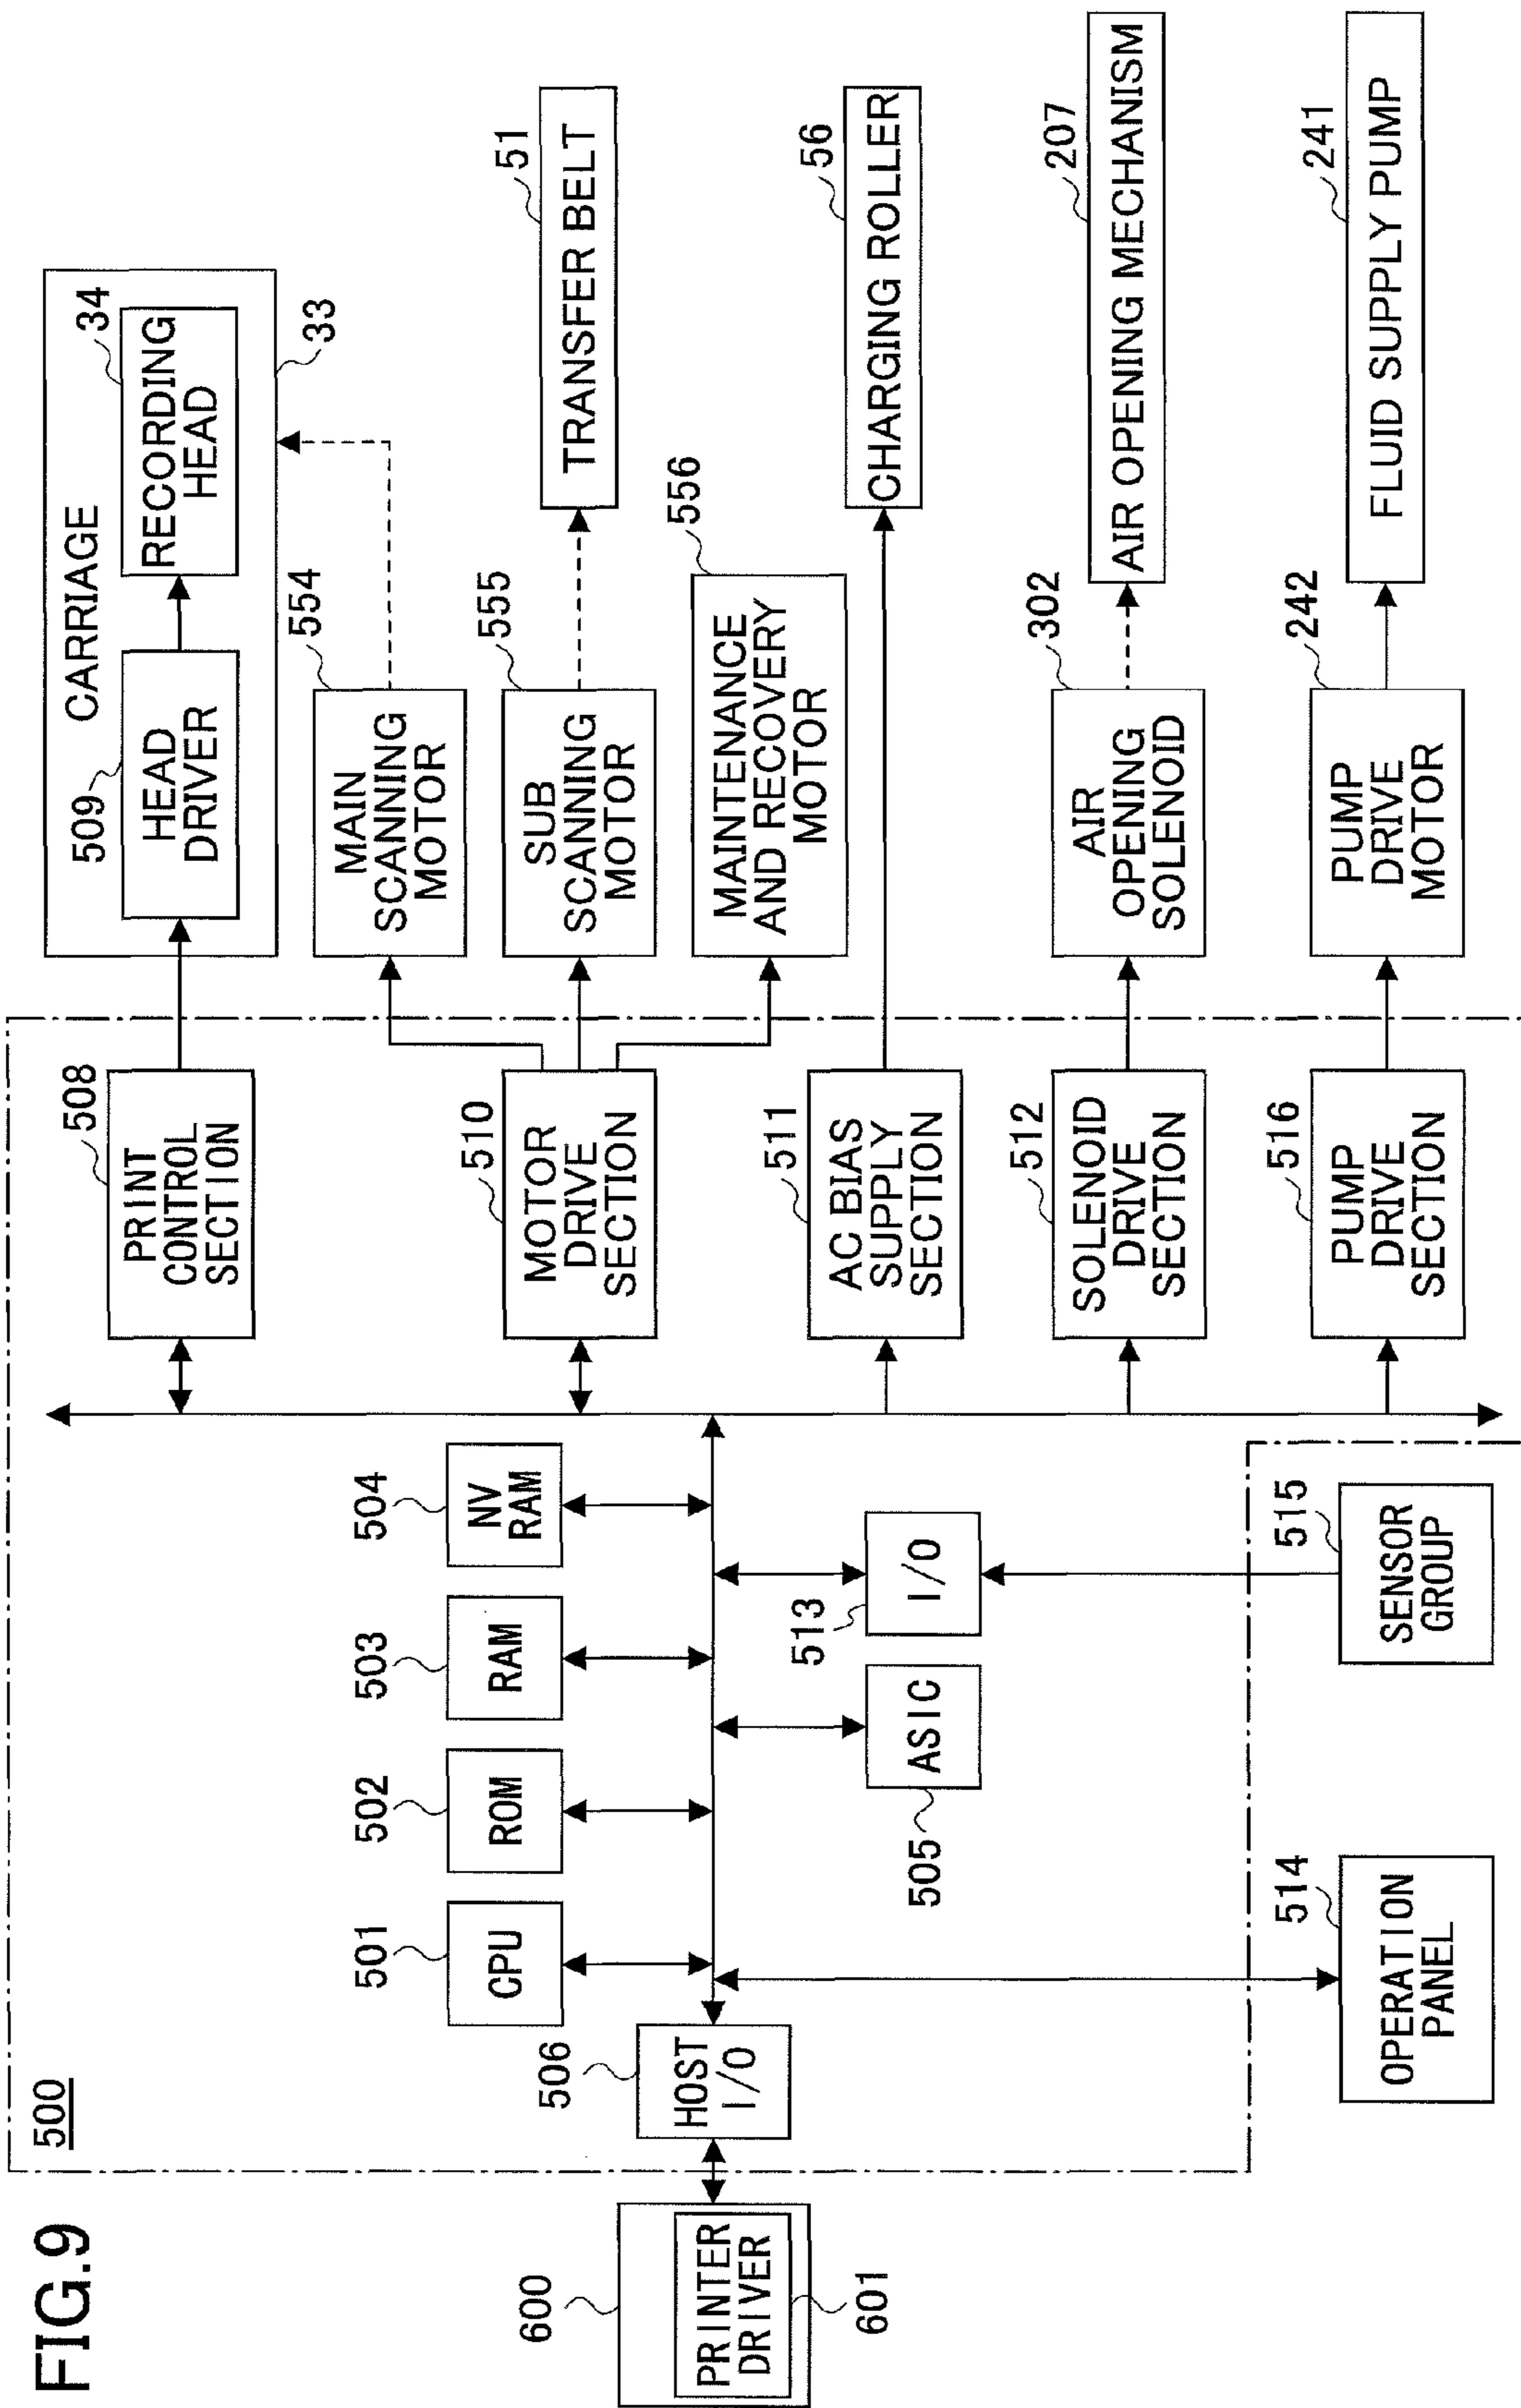 FIG.9
500
600
PRINTER
DRIVER
601
506
HOST
I/O
501
CPU
502
ROM
503
RAM
504
NV
RAM
505
ASIC
513
I/O
514
OPERATION
PANEL
515
SENSOR
GROUP
508
PRINT
CONTROL
SECTION
510
MOTOR
DRIVE
SECTION
511
AC BIAS
SUPPLY
SECTION
512
SOLENOID
DRIVE
SECTION
516
PUMP
DRIVE
SECTION
CARRIAGE
509
HEAD
DRIVER
34
RECORDING
HEAD
33
554
MAIN
SCANNING
MOTOR
555
SUB
SCANNING
MOTOR
51
TRANSFER BELT
556
MAINTENANCE
AND RECOVERY
MOTOR
56
CHARGING ROLLER
302
AIR
OPENING
SOLENOID
207
AIR OPENING MECHANISM
242
PUMP
DRIVE
MOTOR
241
FLUID SUPPLY PUMP